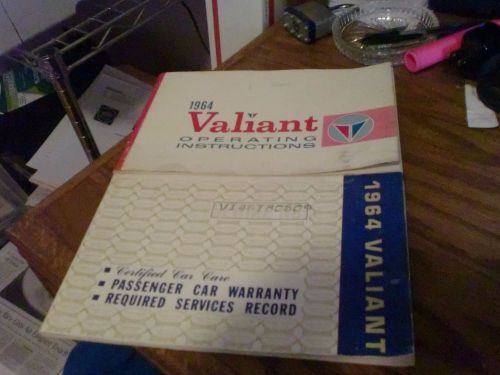 1964
Valiant
OPERATING
INSTRUCTIONS
Certified Car Care
PASSENGER CAR WARRANTY
REQUIRED SERVICES RECORD
1964 VALIANT